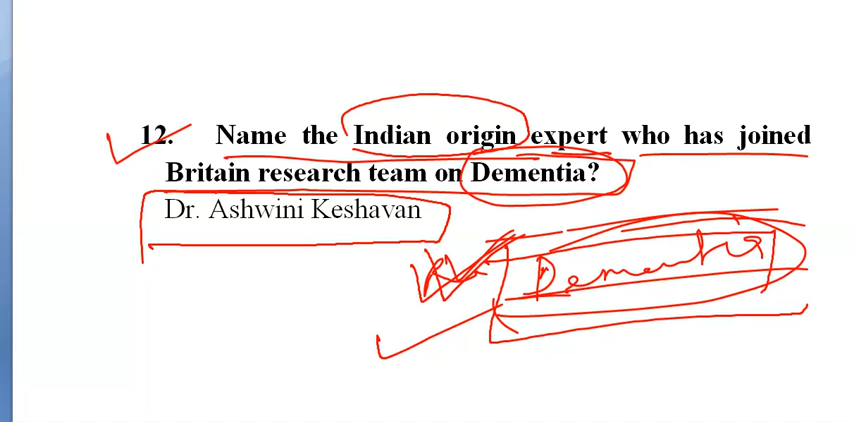 12. Name the Indian origin expert who has joined
Britain research team on Dementia?
Dr. Ashwini Keshavan
Dementia